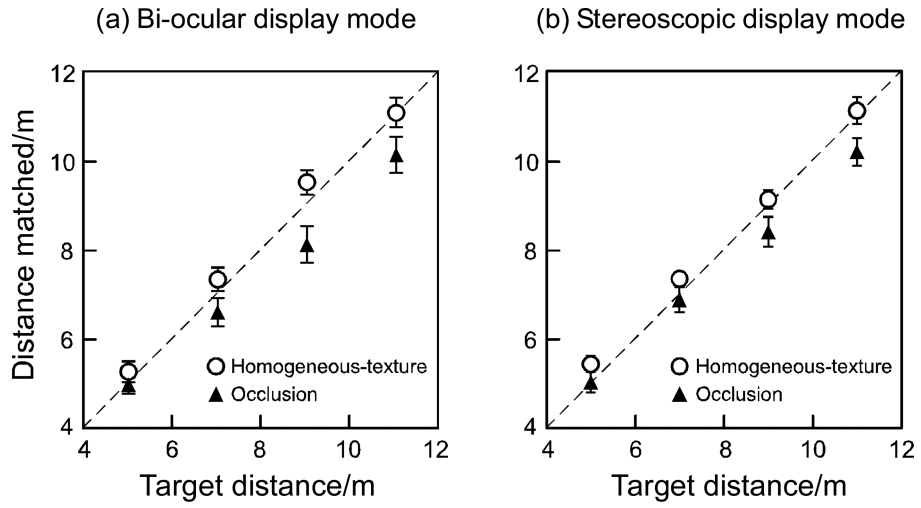 (a) Bi-ocular display mode
Distance matched/m
12
10
8
6
4
4 6 8 10 12
Homogeneous-texture
Occlusion
Target distance/m
(b) Stereoscopic display mode
12
10
8
6
4
4 6 8 10 12
Homogeneous-texture
Occlusion
Target distance/m